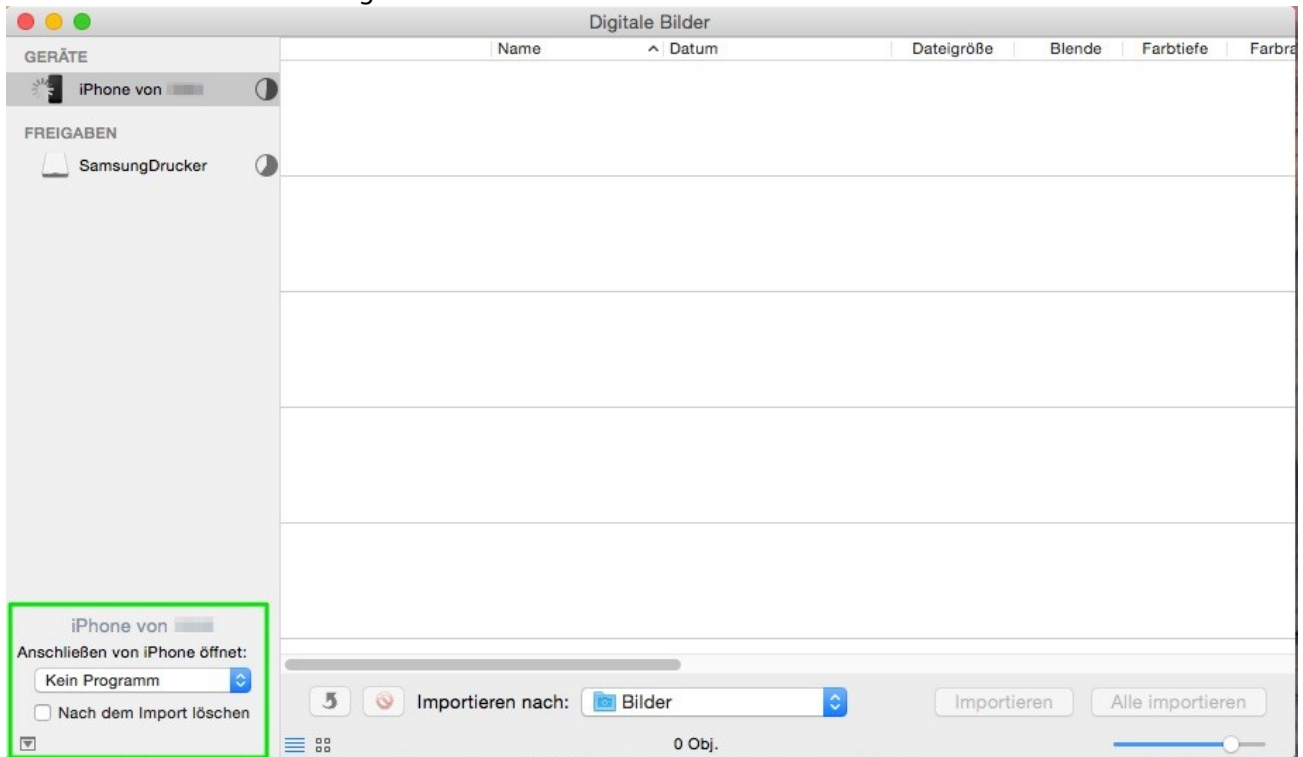 Digitale Bilder
GERÄTE
iPhone von
FREIGABEN
SamsungDrucker
Name Datum Dateigröße Blende Farbtiefe
iPhone von
Anschließen von iPhone öffnet:
Kein Programm
Nach dem Import löschen
Importieren nach: Bilder Importieren Alle importieren
0 Obj.